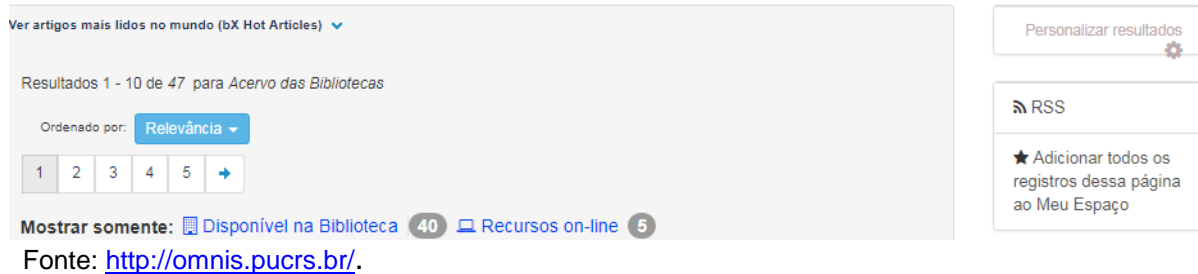 Ver artigos mais lidos no mundo (bX Hot Articles)
Resultados 1 - 10 de 47 para Acervo das Bibliotecas
Ordenado por: Relevância
1 2 3 4 5
Mostrar somente: Disponível na Biblioteca 40 Recursos on-line 5
Personalizar resultados
RSS
Adicionar todos os
registros dessa página
ao Meu Espaço
Fonte: http://omnis.pucrs.br/.